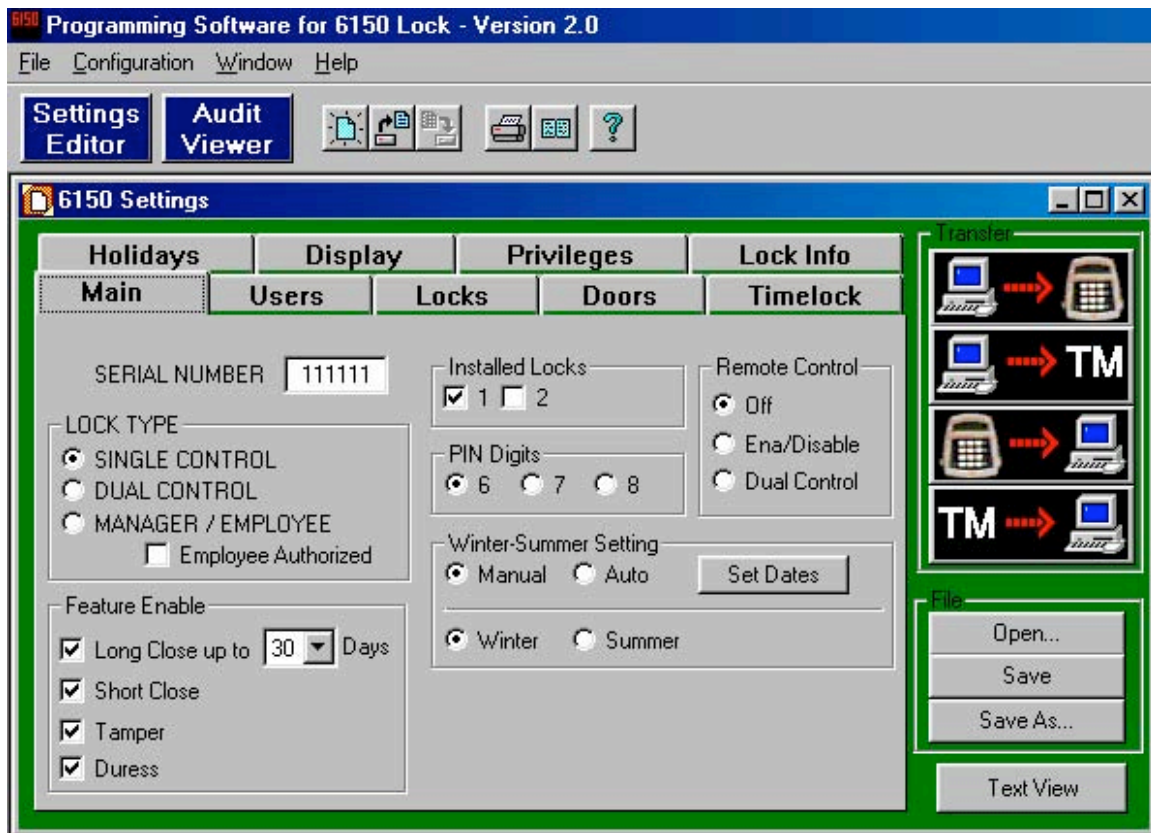 6150 Programming Software for 6150 Lock - Version 2.0
File Configuration Window Help
Settings Editor
Audit Viewer
?
6150 Settings
Holidays Display Privileges Lock Info
Main Users Locks Doors Timelock
SERIAL NUMBER 111111
LOCK TYPE
SINGLE CONTROL
DUAL CONTROL
MANAGER / EMPLOYEE
Employee Authorized
Feature Enable
Long Close up to 30 Days
Short Close
Tamper
Duress
Installed Locks
1 2
PIN Digits
6 7 8
Remote Control
Off
Ena/Disable
Dual Control
Winter-Summer Setting
Manual Auto Set Dates
Winter Summer
Transfer
TM
TM
File
Open...
Save
Save As...
Text View